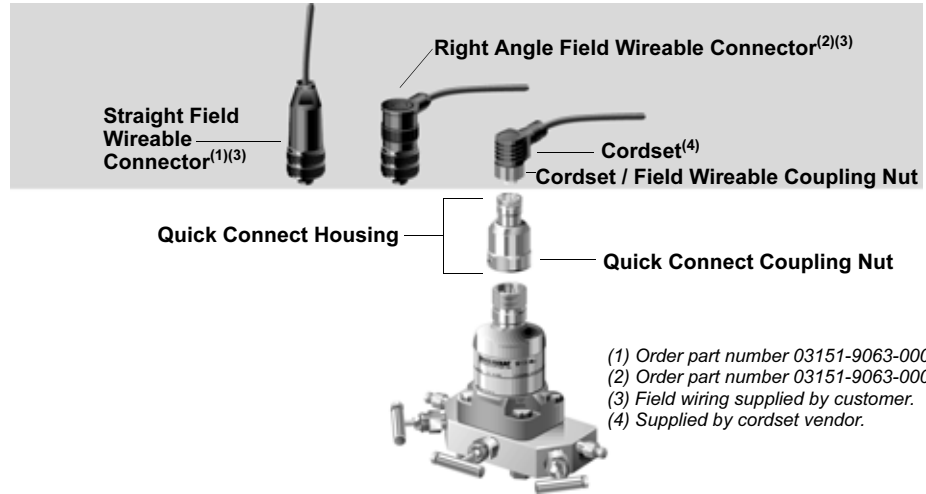 Right Angle Field Wireable Connector(2)(3)
Straight Field
Wireable
Connector(1)(3)
Cordset(4)
Cordset / Field Wireable Coupling Nut
Quick Connect Housing
Quick Connect Coupling Nut
(1) Order part number 03151-9063-000
(2) Order part number 03151-9063-000
(3) Field wiring supplied by customer.
(4) Supplied by cordset vendor.